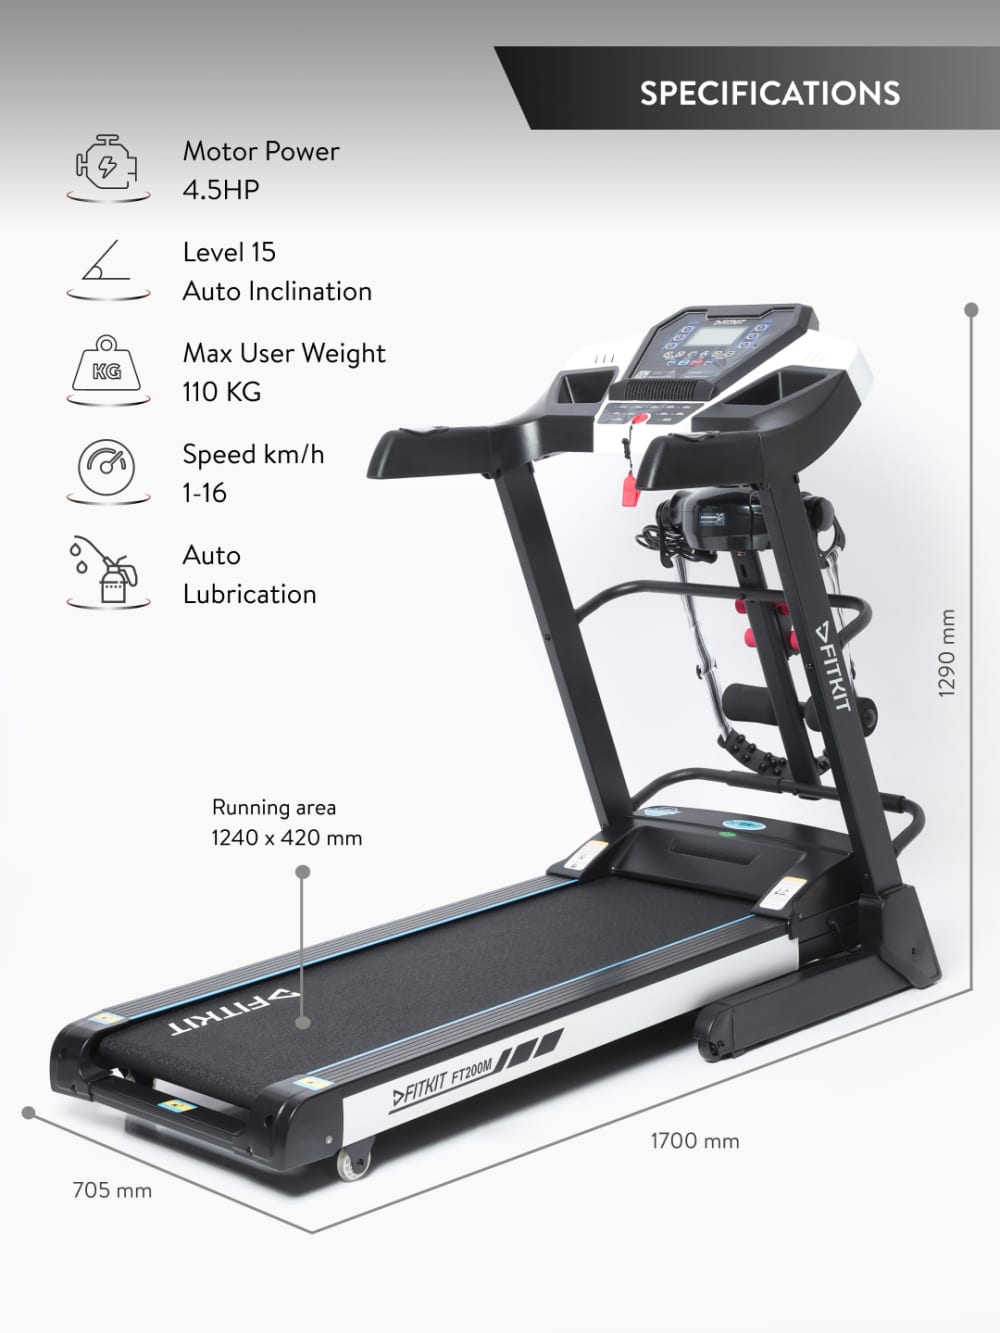 SPECIFICATIONS
Motor Power
4.5HP
Level 15
Auto Inclination
KG
Max User Weight
110 KG
Speed km/h
1-16
Auto
Lubrication
FITKIT
1290 mm
FITKIT
Running area
1240 x 420 mm
FITKIT
FITKIT FT200M
1700 mm
705 mm